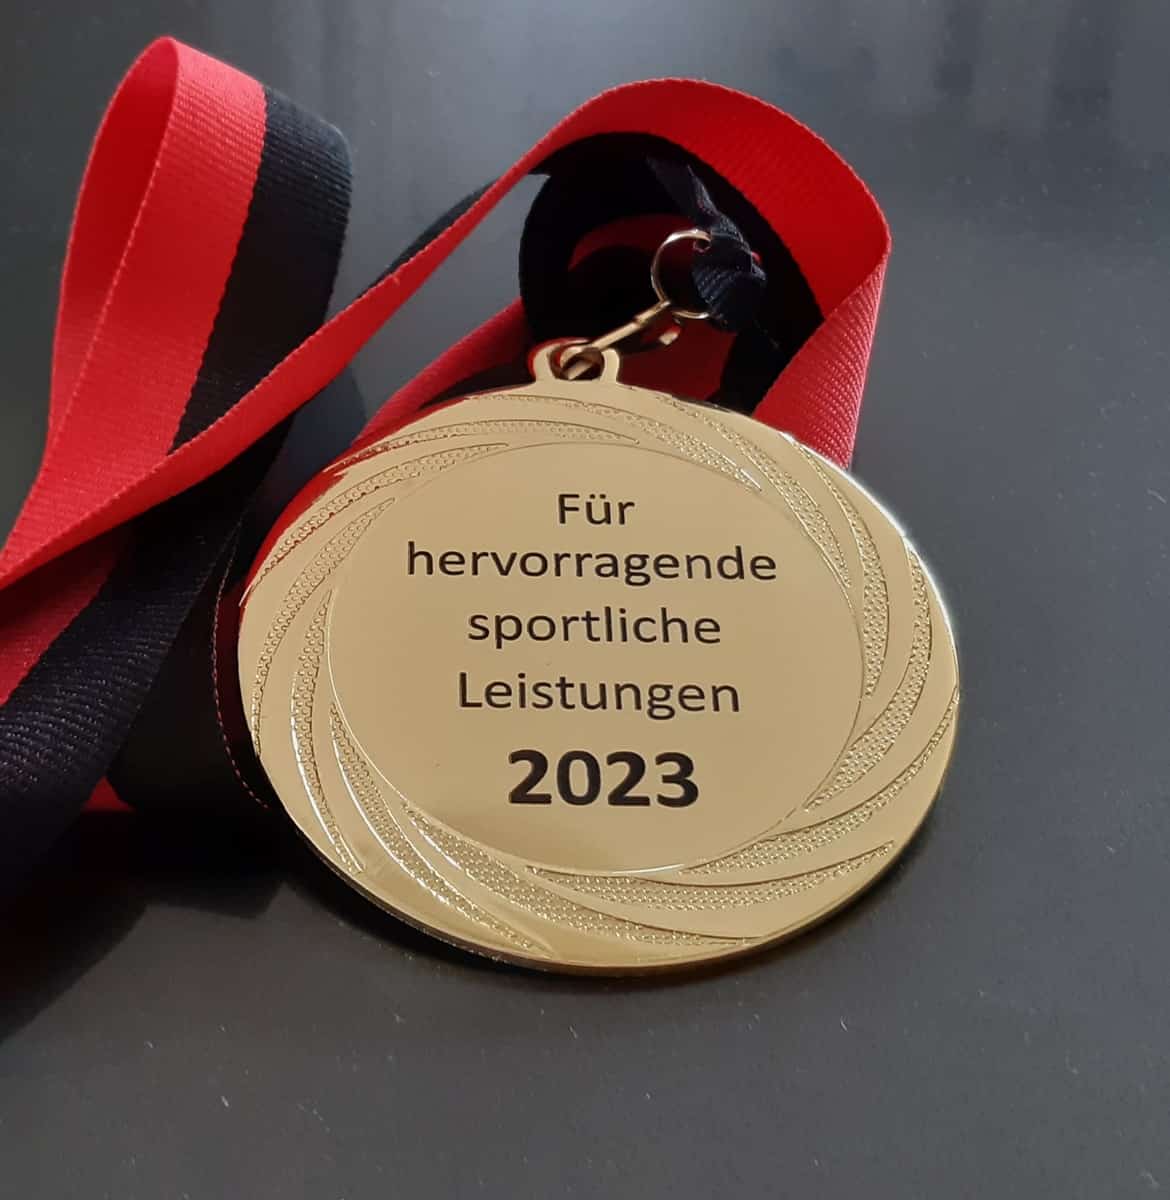 Für
hervorragende
sportliche
Leistungen
2023